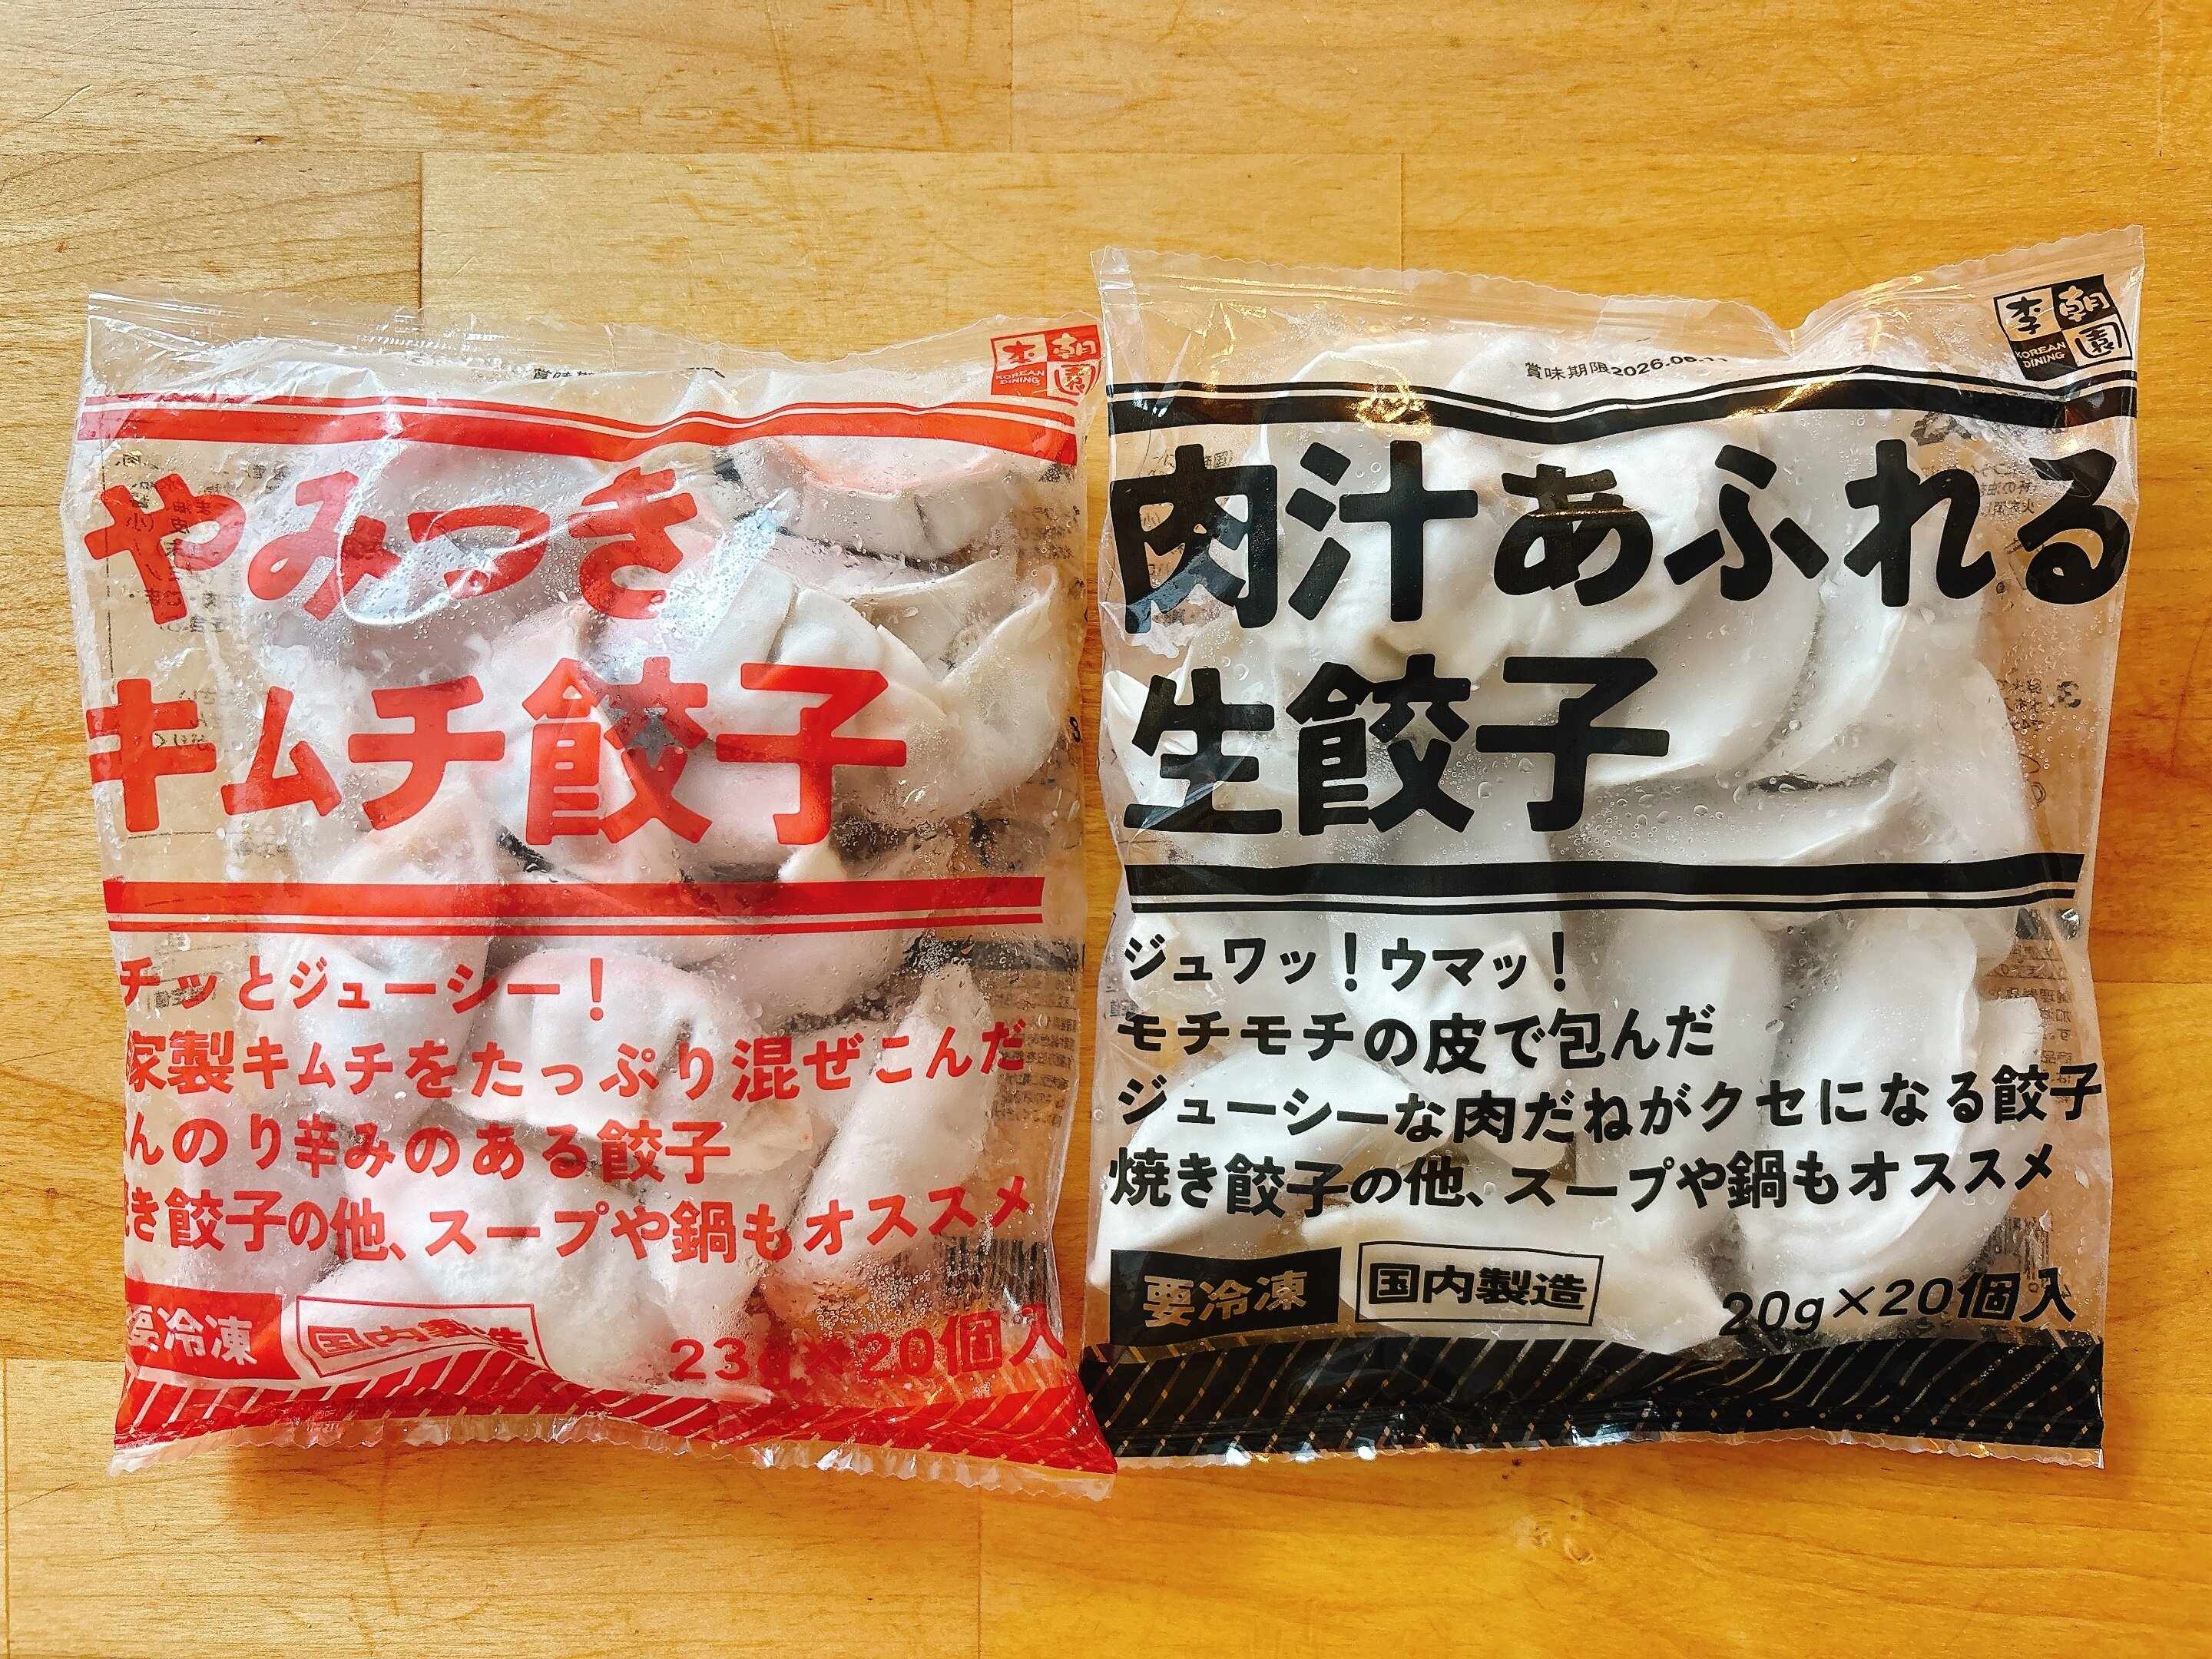 李朝園
KOREAN DINING
やみつき
キムチ餃子
チッとジューシー！
家製キムチをたっぷり混ぜこんだ
んのり辛みのある餃子
き餃子の他、スープや鍋もオススメ
要冷凍
国内製造
23g×20個入
李朝園
KOREAN DINING
賞味期限2026.06.11
肉汁あふれる
生餃子
ジュワッ！ウマッ！
モチモチの皮で包んだ
ジューシーな肉だねがクセになる餃子
焼き餃子の他、スープや鍋もオススメ
要冷凍
国内製造
20g×20個入